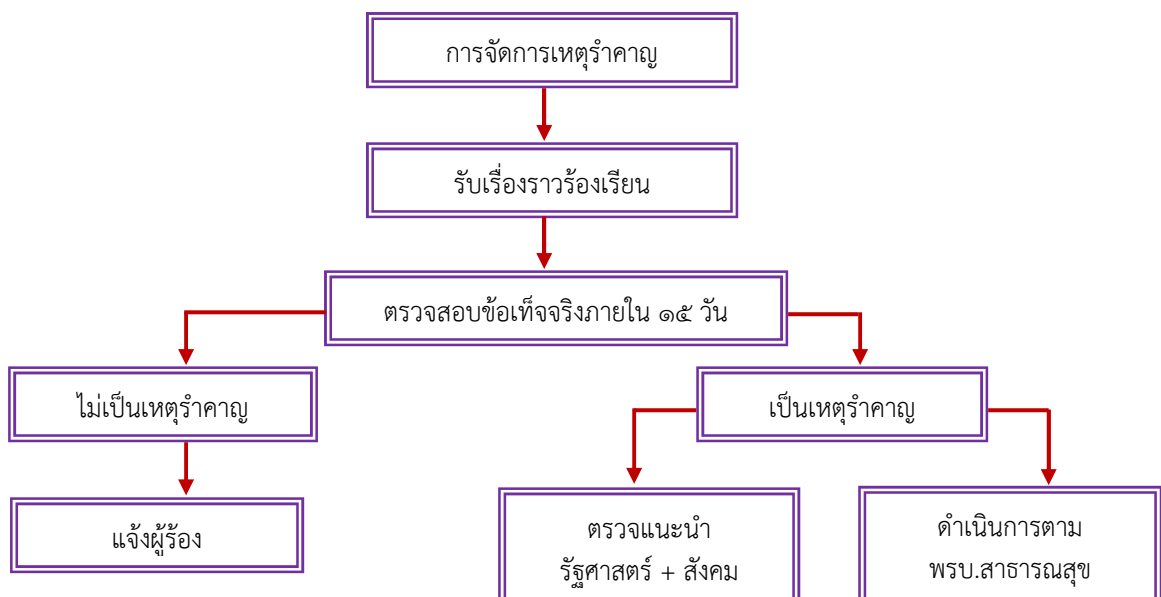 การจัดการเหตุรำคาญ
รับเรื่องราวร้องเรียน
ตรวจสอบข้อเท็จจริงภายใน ๑๕ วัน
ไม่เป็นเหตุรำคาญ
เป็นเหตุรำคาญ
แจ้งผู้ร้อง
ตรวจแนะนำ
รัฐศาสตร์ + สังคม
ดำเนินการตาม
พรบ.สาธารณสุข